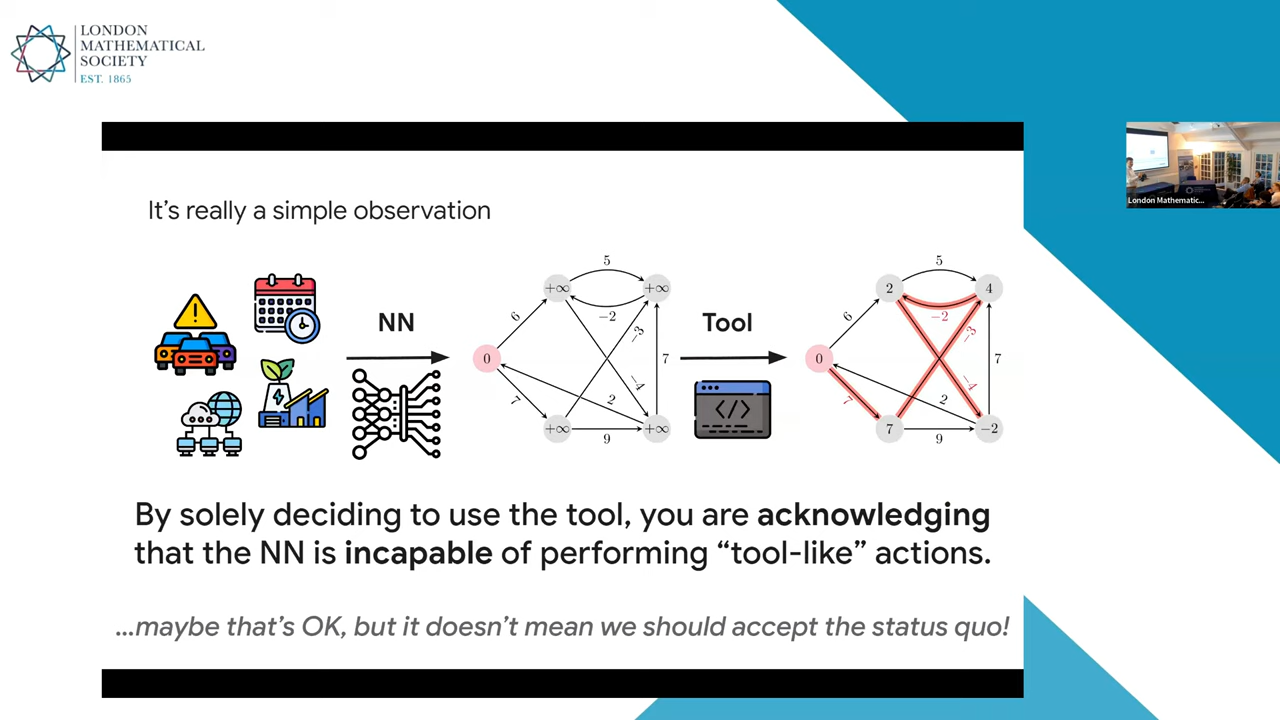 LONDON
MATHEMATICAL
SOCIETY
EST. 1865
London Mathematic...
It's really a simple observation
NN
Tool
</>
5
+∞ +∞
−2
6
−3
0
7
−4
7
2
+∞ +∞
9
5
2 4
−2
6
−3
0
7
−4
7
2
7 −2
9
By solely deciding to use the tool, you are acknowledging
that the NN is incapable of performing “tool-like” actions.
...maybe that's OK, but it doesn't mean we should accept the status quo!